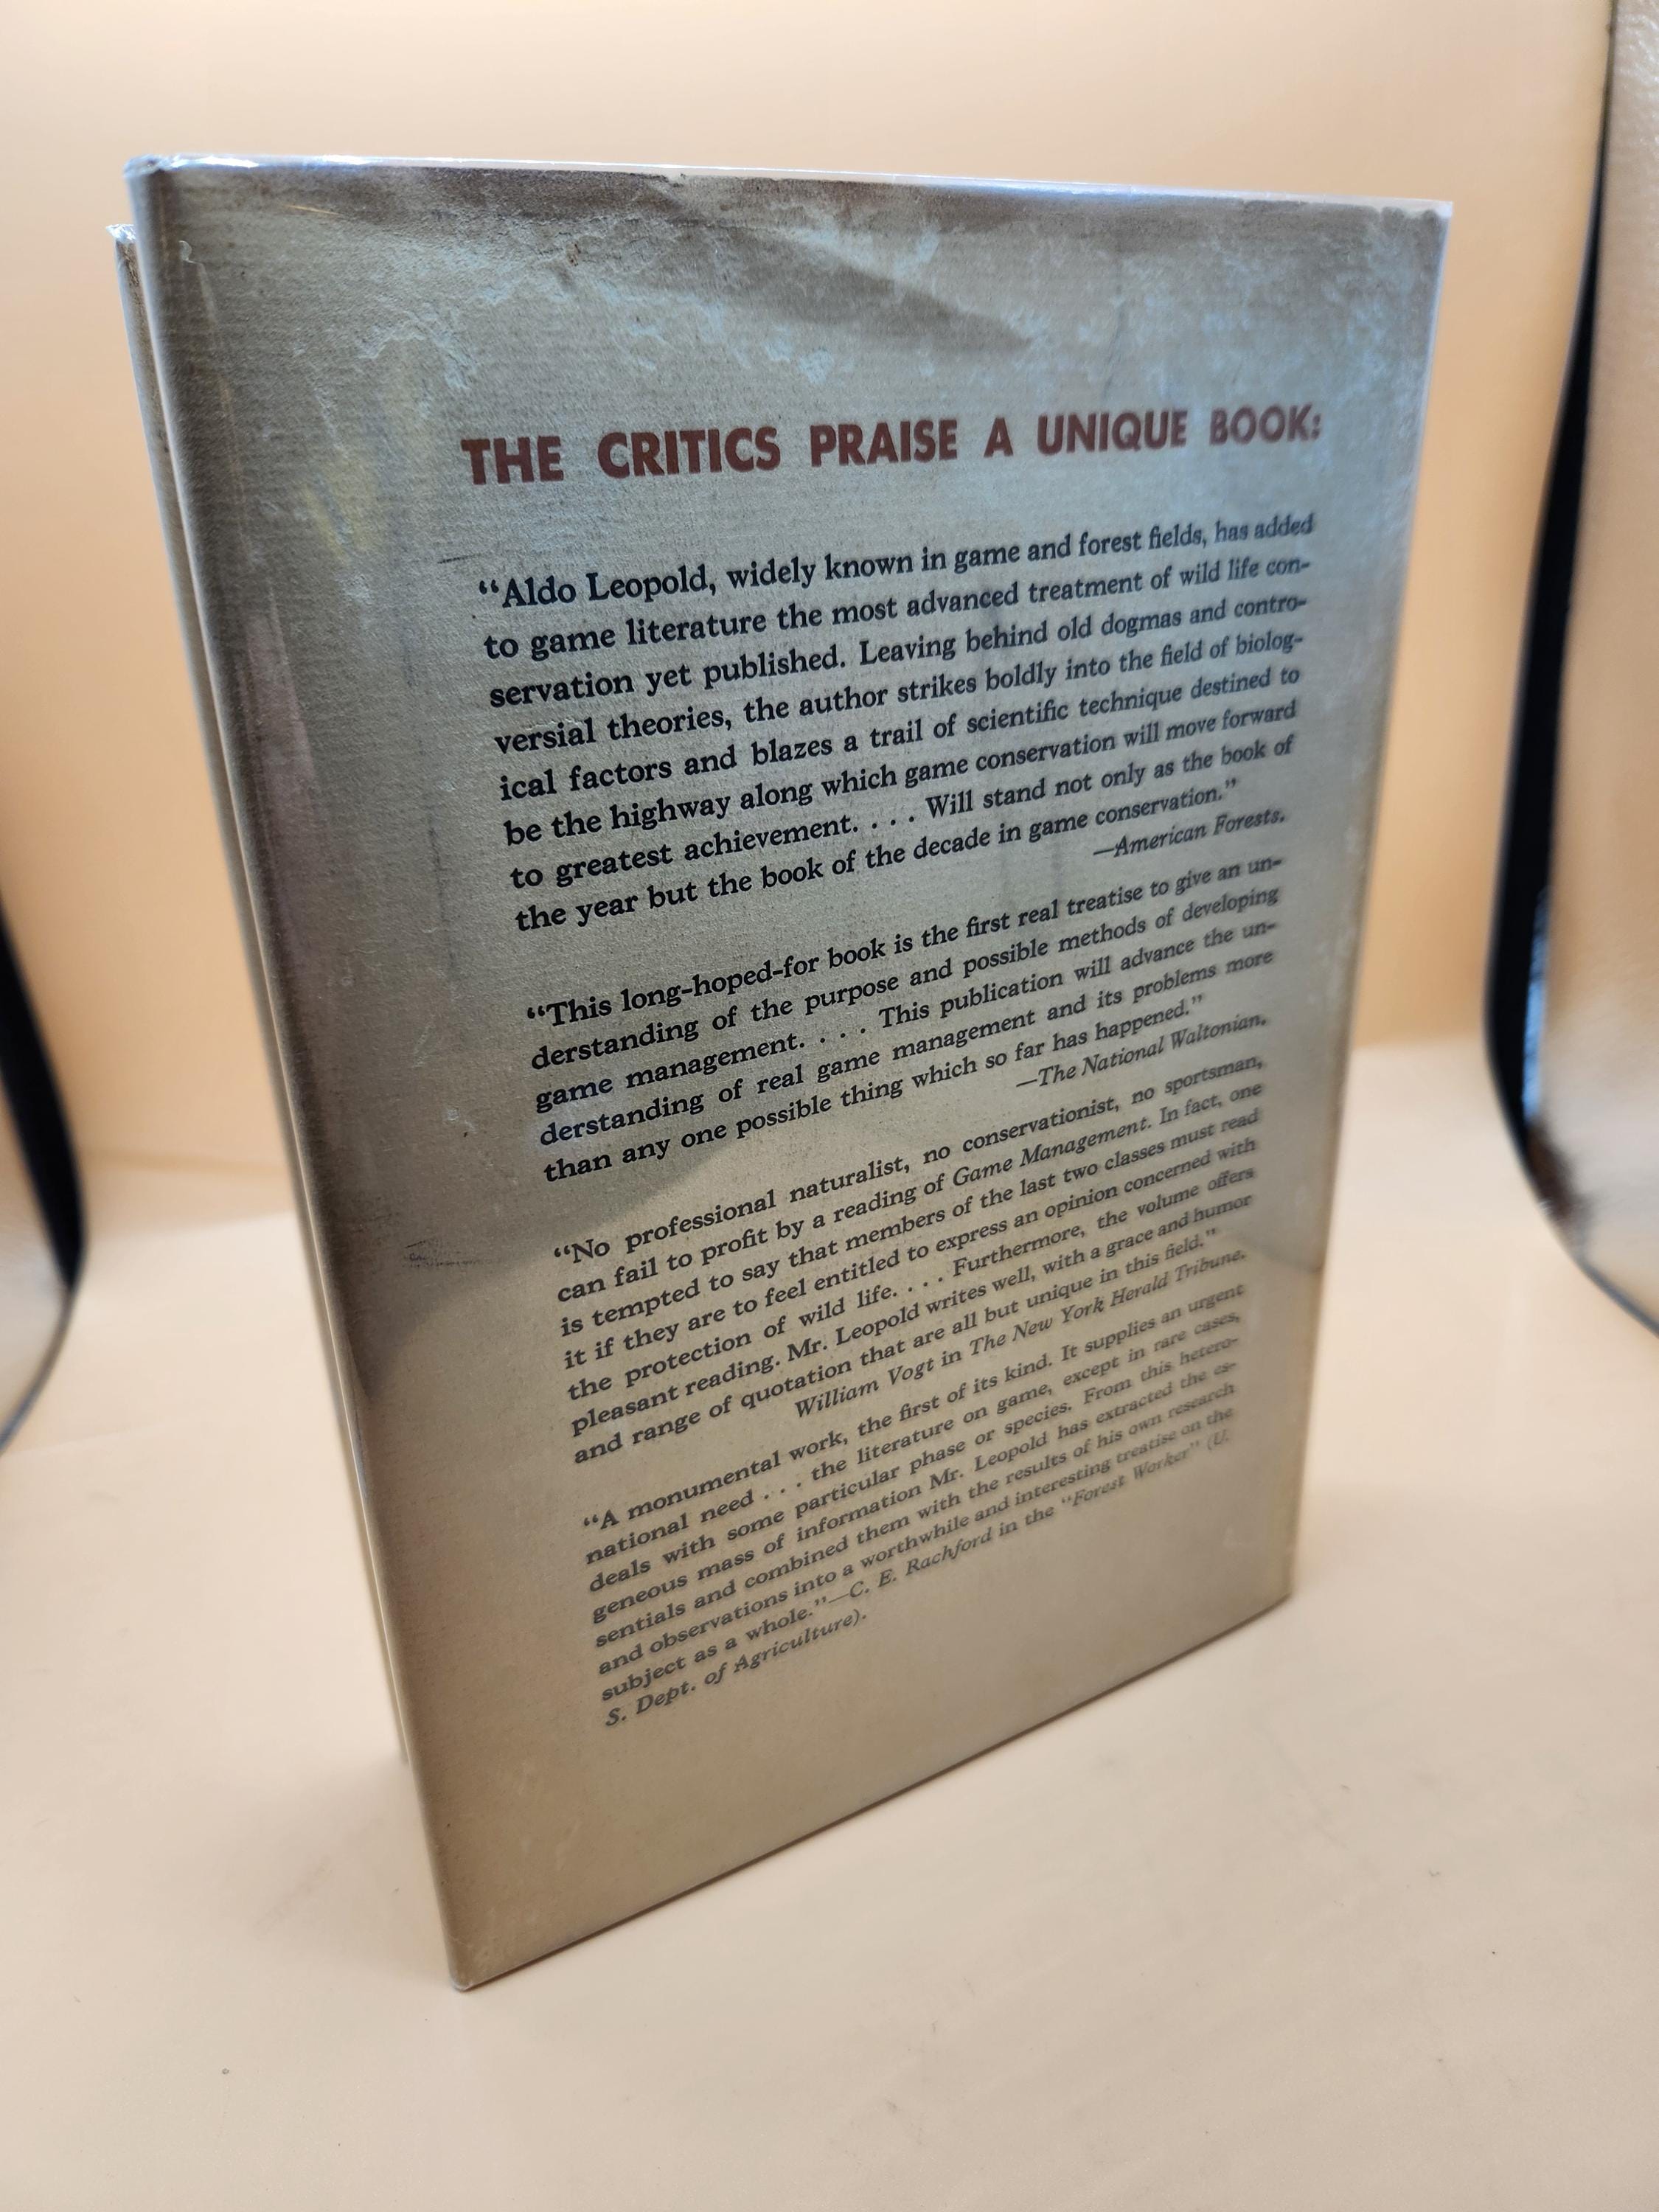 THE CRITICS PRAISE A UNIQUE BOOK:
“Aldo Leopold, widely known in game and forest fields, has added
to game literature the most advanced treatment of wild life con-
servation yet published. Leaving behind old dogmas and contro-
versial theories, the author strikes boldly into the field of biolog-
ical factors and blazes a trail of scientific technique destined to
be the highway along which game conservation will move forward
to greatest achievement. . . . Will stand not only as the book of
the year but the book of the decade in game conservation.”
—American Forests.
“This long-hoped-for book is the first real treatise to give an un-
derstanding of the purpose and possible methods of developing
game management. . . . This publication will advance the un-
derstanding of real game management and its problems more
than any one possible thing which so far has happened.”
—The National Waltonian.
“No professional naturalist, no conservationist, no sportsman,
can fail to profit by a reading of Game Management. In fact, one
is tempted to say that members of the last two classes must read
it if they are to feel entitled to express an opinion concerned with
the protection of wild life. . . . Furthermore, the volume offers
pleasant reading. Mr. Leopold writes well, with a grace and humor
and range of quotation that are all but unique in this field.”
William Vogt in The New York Herald Tribune.
“A monumental work, the first of its kind. It supplies an urgent
national need . . . the literature on game, except in rare cases,
deals with some particular phase or species. From this hetero-
geneous mass of information Mr. Leopold has extracted the es-
sentials and combined them with the results of his own research
and observations into a worthwhile and interesting treatise on the
subject as a whole.”—C. E. Rachford in the “Forest Worker” (U.
S. Dept. of Agriculture).